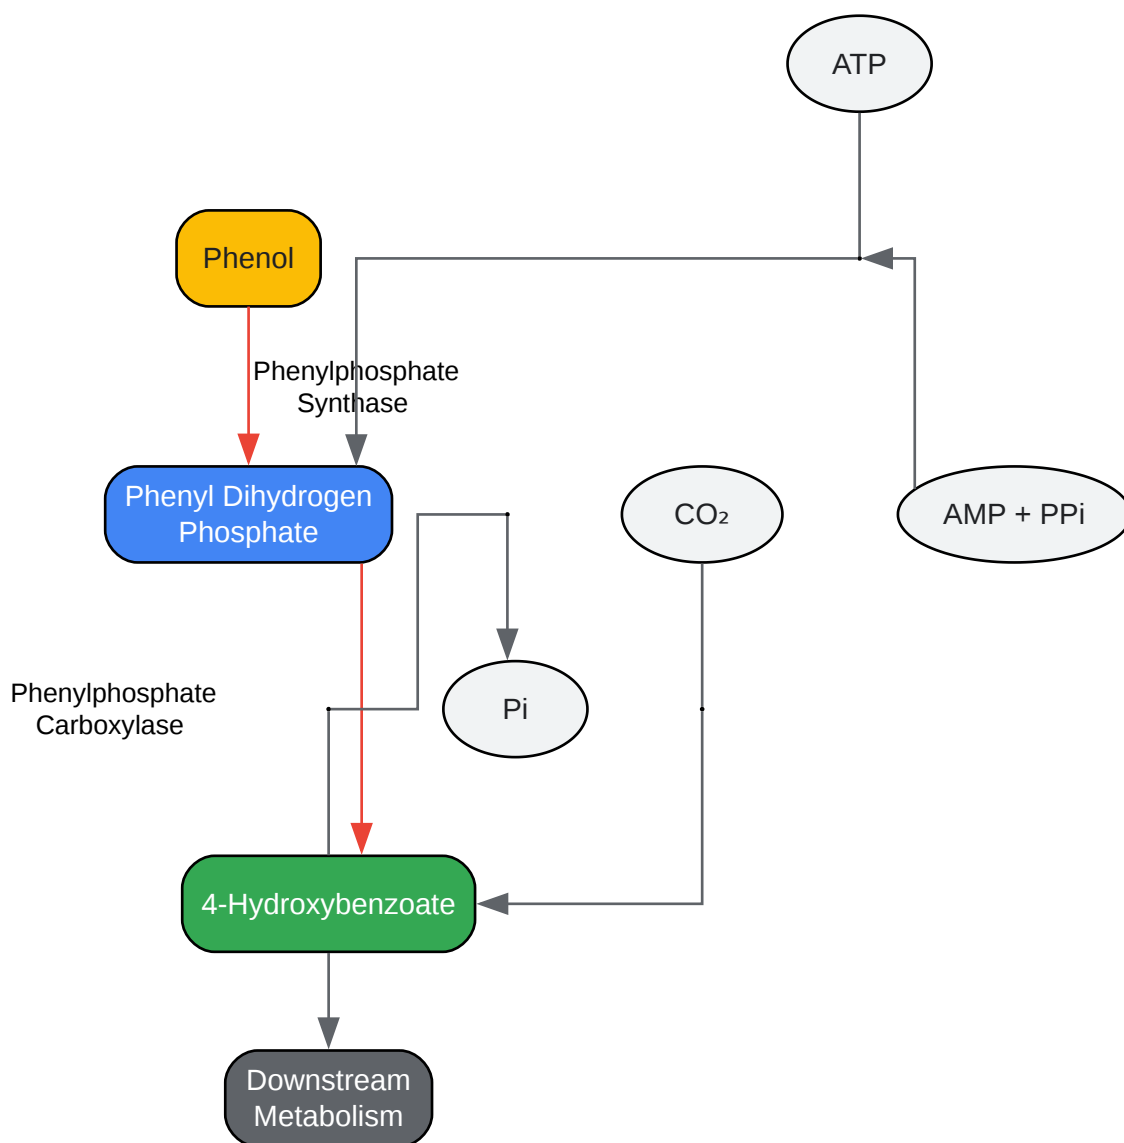 ATP
Phenol
Phenylphosphate
Synthase
Phenyl Dihydrogen
Phosphate
CO₂
AMP + PPi
Phenylphosphate
Carboxylase
Pi
4-Hydroxybenzoate
Downstream
Metabolism